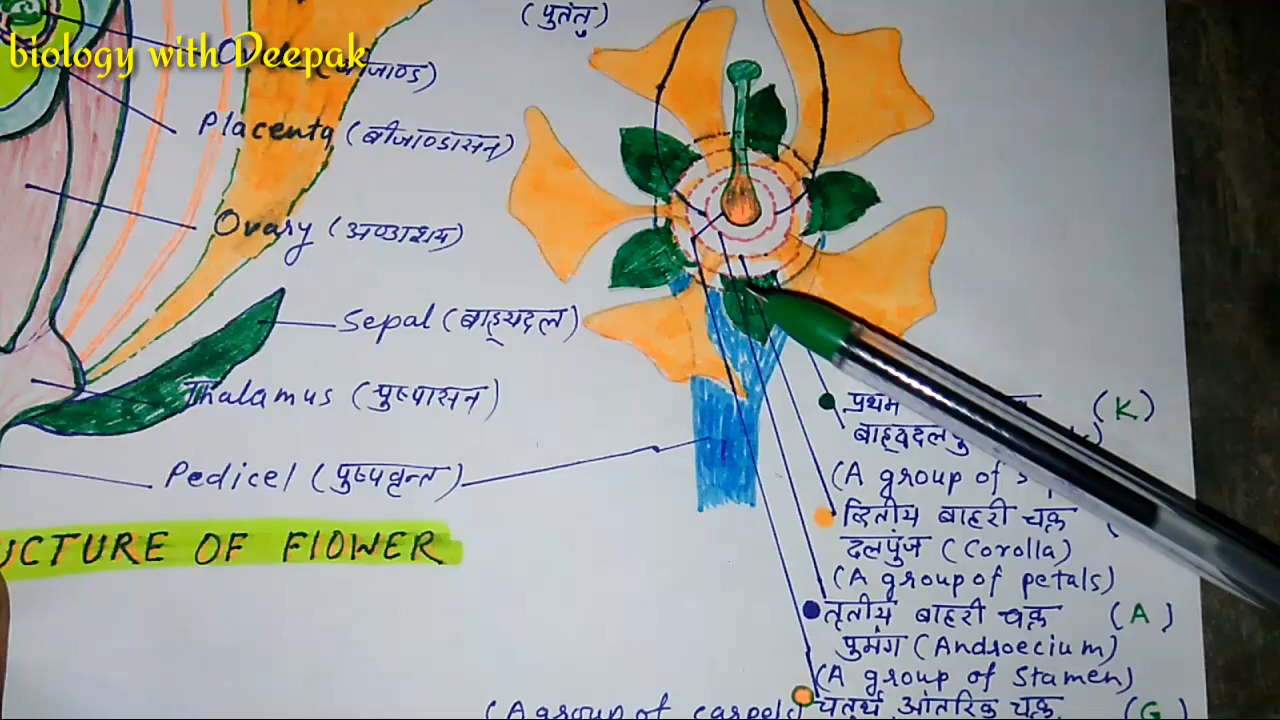 (पुतंतु)
biology with Deepak
Placenta (बीजाण्डासन)
Ovary (अण्डाशय)
Sepal (बाह्यदल)
Thalamus (पुष्पासन)
Pedicel (पुष्पवृन्त)
UCTURE OF FlOWER
प्रथम
(K)
(A group of
द्वितीय बाहरी चक्र
दलपुंज (Corolla)
(A group of petals)
तृतीय बाहरी चक्र (A)
पुमंग (Androecium)
(A group of Stamen)
चतुर्थ आंतरिक चक्र (G
(A group of carpel)